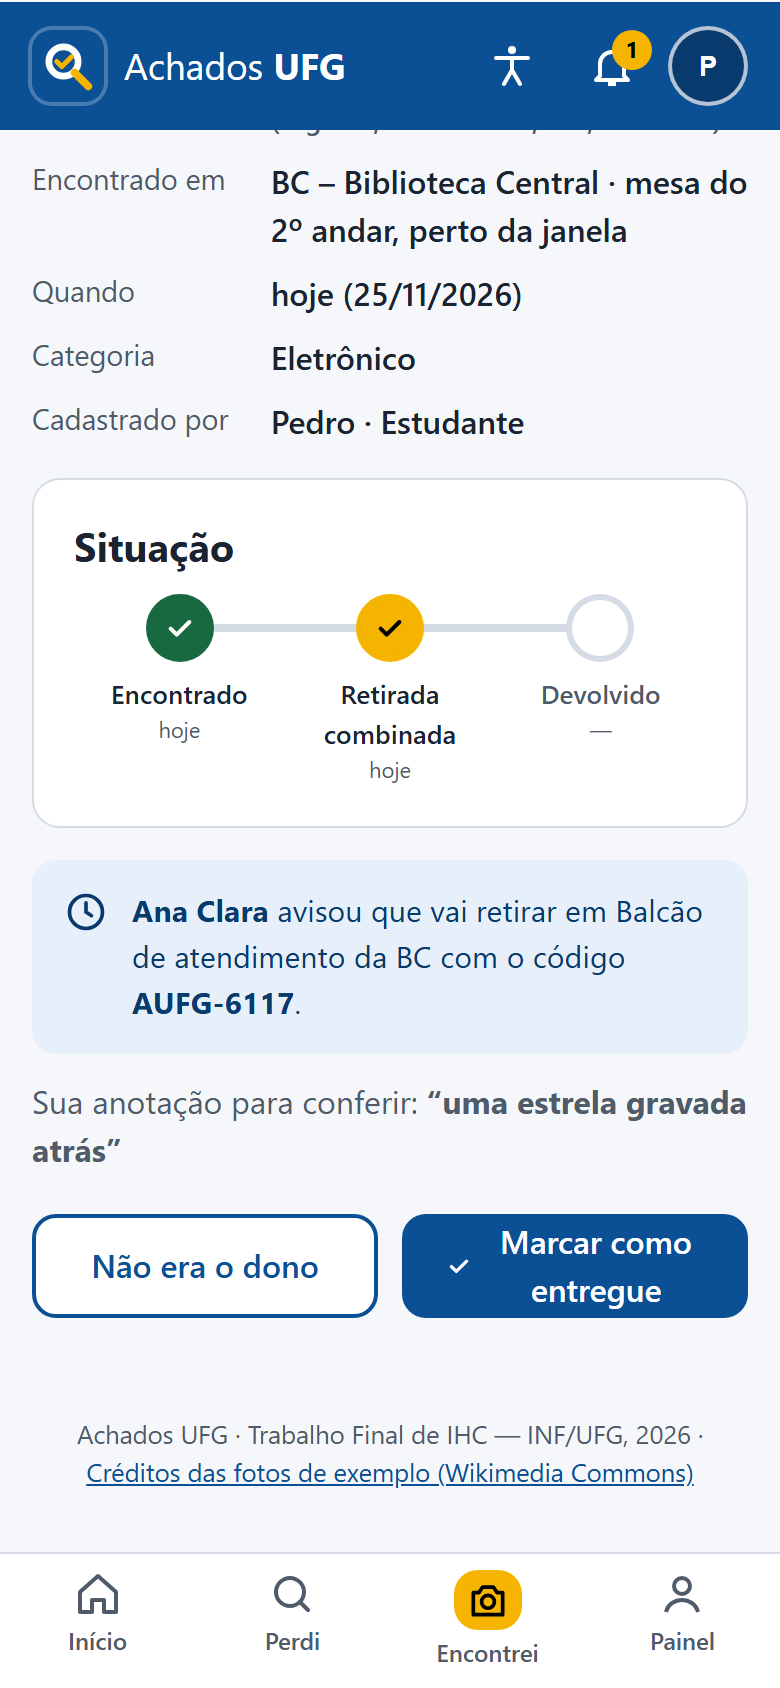 Achados UFG
1
P
Encontrado em
BC – Biblioteca Central · mesa do
2º andar, perto da janela
Quando
hoje (25/11/2026)
Categoria
Eletrônico
Cadastrado por
Pedro · Estudante
Situação
Encontrado
hoje
Retirada
combinada
hoje
Devolvido
—
Ana Clara avisou que vai retirar em Balcão
de atendimento da BC com o código
AUFG-6117.
Sua anotação para conferir: “uma estrela gravada
atrás”
Não era o dono
Marcar como
entregue
Achados UFG · Trabalho Final de IHC — INF/UFG, 2026 ·
Créditos das fotos de exemplo (Wikimedia Commons)
Início
Perdi
Encontrei
Painel